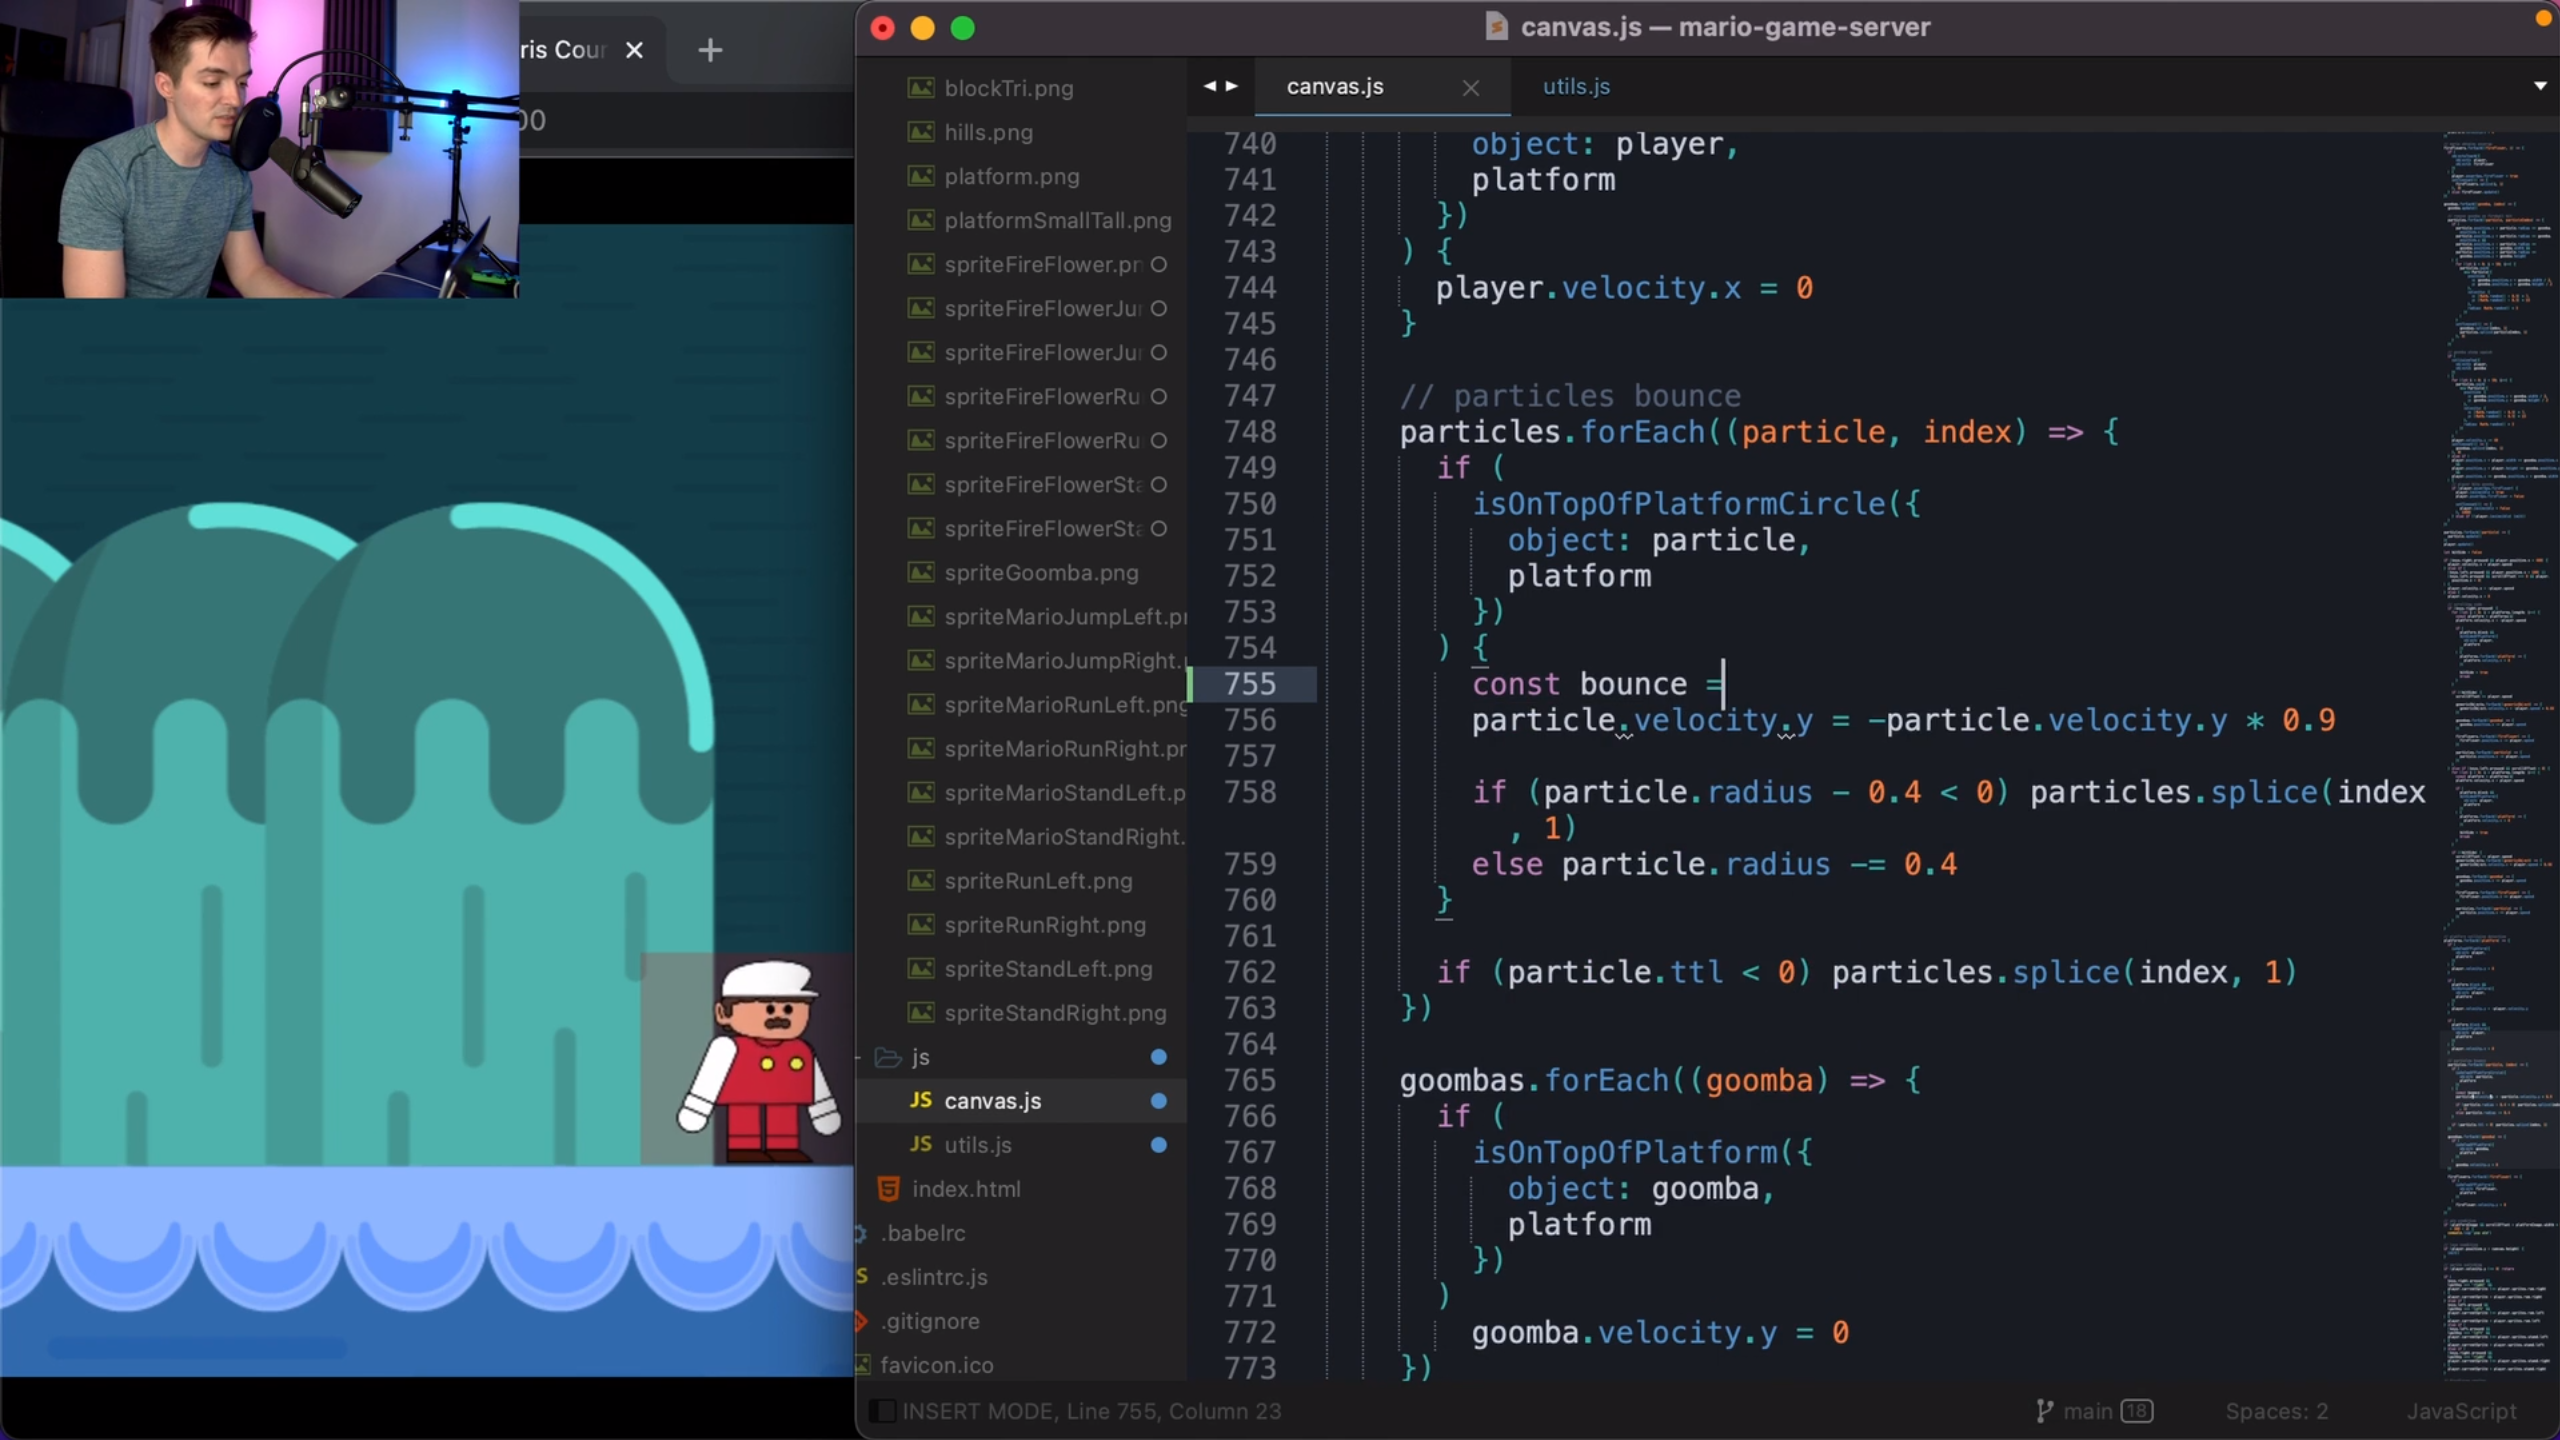 ris Cour
00
canvas.js — mario-game-server
blockTri.png
hills.png
platform.png
platformSmallTall.png
spriteFireFlower.pn
spriteFireFlowerJu
spriteFireFlowerJu
spriteFireFlowerRu
spriteFireFlowerRu
spriteFireFlowerSta
spriteFireFlowerSta
spriteGoomba.png
spriteMarioJumpLeft.pr
spriteMarioJumpRight.
spriteMarioRunLeft.png
spriteMarioRunRight.pr
spriteMarioStandLeft.p
spriteMarioStandRight.
spriteRunLeft.png
spriteRunRight.png
spriteStandLeft.png
spriteStandRight.png
js
JS canvas.js
JS utils.js
index.html
.babelrc
.eslintrc.js
.gitignore
favicon.ico
canvas.js
utils.js
740 object: player,
741 platform
742 })
743 ) {
744 player.velocity.x = 0
745 }
746
747 // particles bounce
748 particles.forEach((particle, index) => {
749 if (
750 isOnTopOfPlatformCircle({
751 object: particle,
752 platform
753 })
754 ) {
755 const bounce =
756 particle.velocity.y = -particle.velocity.y * 0.9
757
758 if (particle.radius - 0.4 < 0) particles.splice(index
, 1)
759 else particle.radius -= 0.4
760 }
761
762 if (particle.ttl < 0) particles.splice(index, 1)
763 })
764
765 goombas.forEach((goomba) => {
766 if (
767 isOnTopOfPlatform({
768 object: goomba,
769 platform
770 })
771 )
772 goomba.velocity.y = 0
773 })
INSERT MODE, Line 755, Column 23
main 18
Spaces: 2
JavaScript